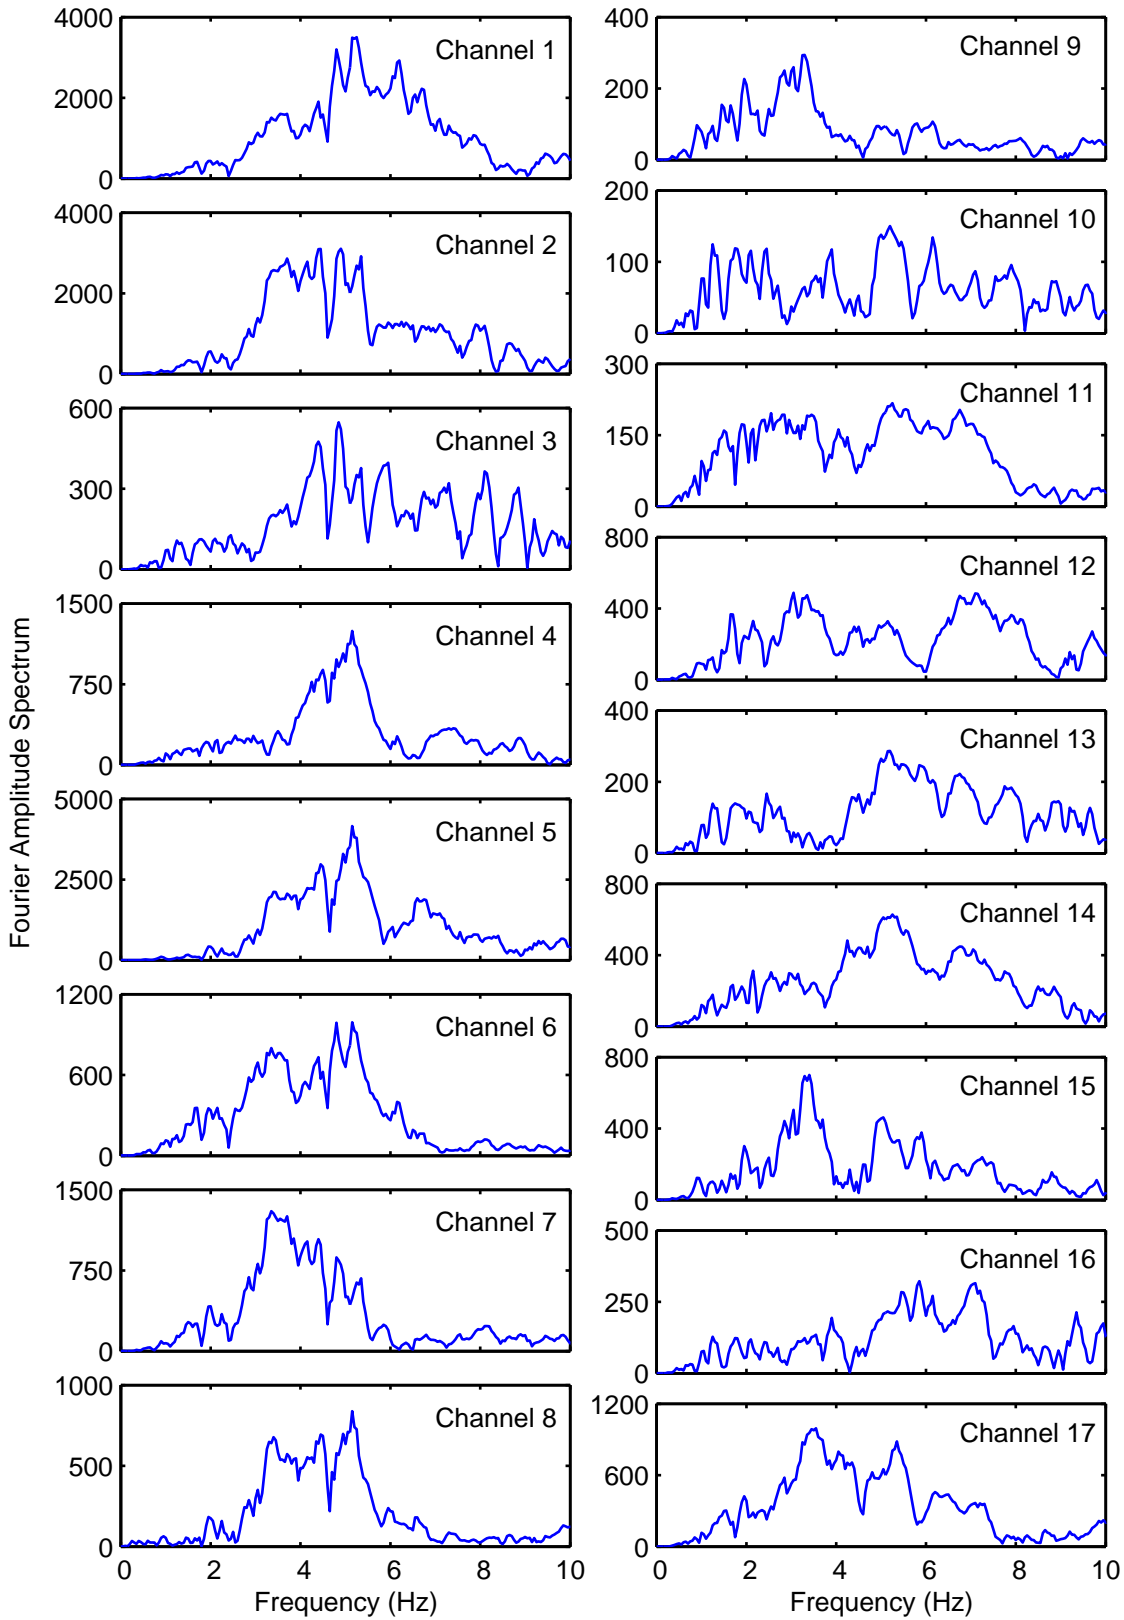 Fourier Amplitude Spectrum
4000
2000
0
Channel 1
4000
2000
0
Channel 2
600
300
0
Channel 3
1500
750
0
Channel 4
5000
2500
0
Channel 5
1200
600
0
Channel 6
1500
750
0
Channel 7
1000
500
0
Channel 8
0 2 4 6 8 10
Frequency (Hz)
400
200
0
Channel 9
200
100
0
Channel 10
300
150
0
Channel 11
800
400
0
Channel 12
400
200
0
Channel 13
800
400
0
Channel 14
800
400
0
Channel 15
500
250
0
Channel 16
1200
600
0
Channel 17
0 2 4 6 8 10
Frequency (Hz)